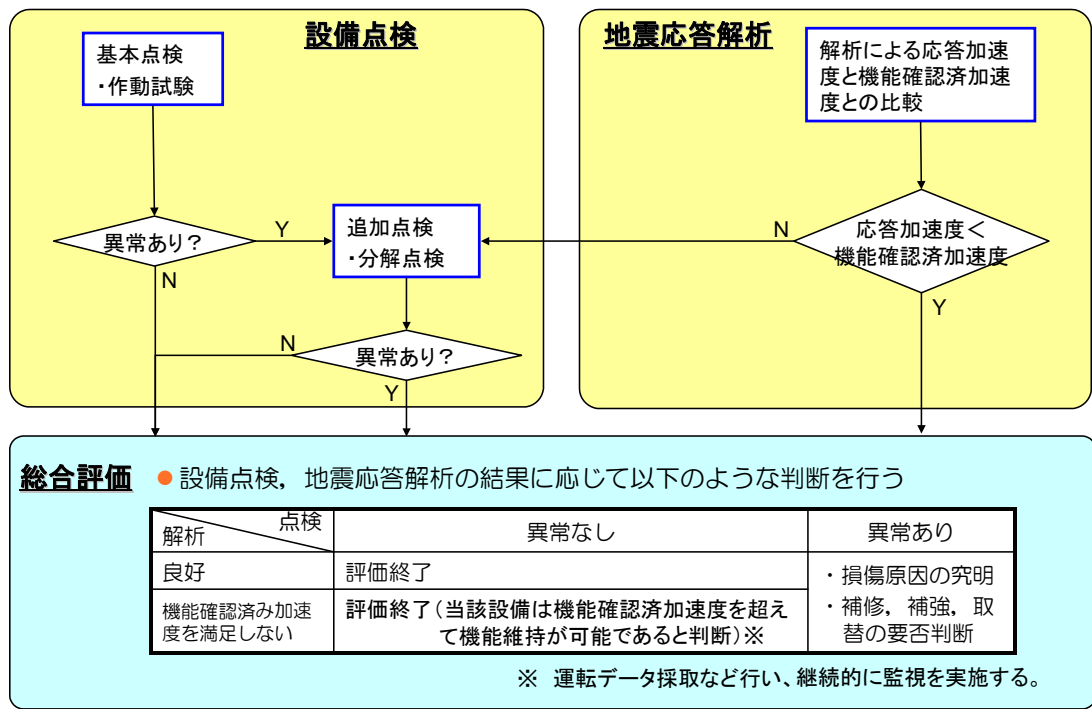 設備点検
基本点検
・作動試験
異常あり？
Y
N
追加点検
・分解点検
異常あり？
N
Y
地震応答解析
解析による応答加速
度と機能確認済加速
度との比較
応答加速度＜
機能確認済加速度
N
Y
総合評価
●設備点検，地震応答解析の結果に応じて以下のような判断を行う
点検
解析
異常なし
異常あり
良好
評価終了
機能確認済み加速
度を満足しない
評価終了（当該設備は機能確認済加速度を超え
て機能維持が可能であると判断）※
・損傷原因の究明
・補修，補強，取
替の要否判断
※ 運転データ採取など行い、継続的に監視を実施する。